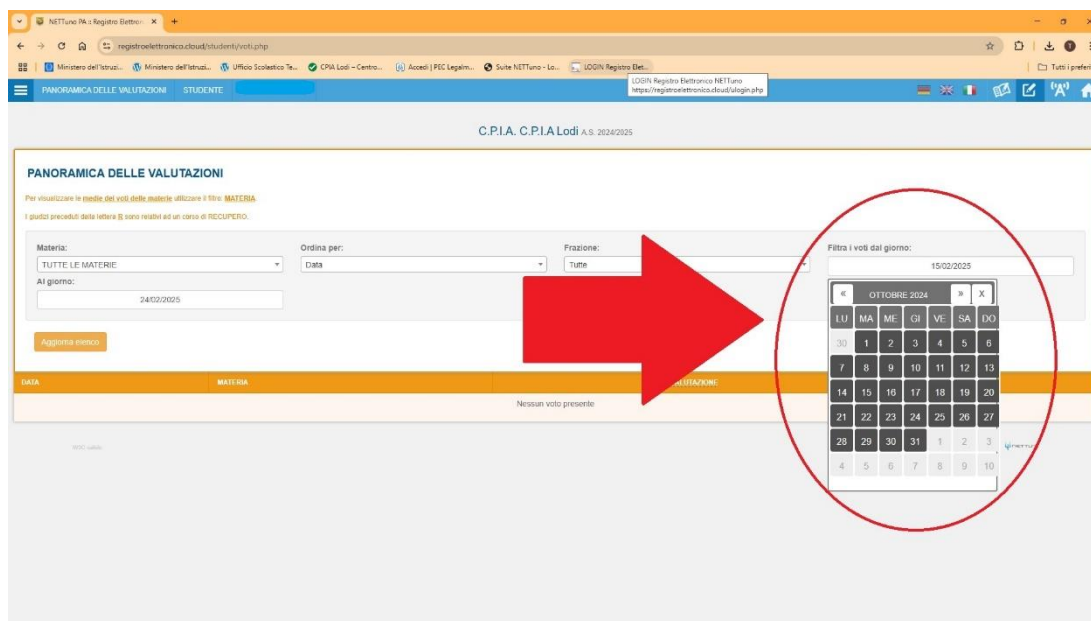 NETTuno PA :: Registro Elettron
registroelettronico.cloud/studenti/voti.php
Ministero dell'Istruzi... Ministero dell'Istruzi... Ufficio Scolastico Te... CPIA Lodi – Centro... Accedi | PEC Legalm... Suite NETTuno - Lo... LOGIN Registro Elet... Tutti i preferi
LOGIN Registro Elettronico NETTuno
https://registroelettronico.cloud/ulogin.php
PANORAMICA DELLE VALUTAZIONI STUDENTE
C.P.I.A. C.P.I.A Lodi A.S. 2024/2025
PANORAMICA DELLE VALUTAZIONI
Per visualizzare le medie dei voti delle materie utilizzare il filtro: MATERIA.
I giudizi preceduti dalla lettera R sono relativi ad un corso di RECUPERO.
Materia: Ordina per: Frazione: Filtra i voti dal giorno:
TUTTE LE MATERIE Data Tutte 15/02/2025
Al giorno:
24/02/2025
« OTTOBRE 2024 » X
LU MA ME GI VE SA DO
30 1 2 3 4 5 6
7 8 9 10 11 12 13
14 15 16 17 18 19 20
21 22 23 24 25 26 27
28 29 30 31 1 2 3
4 5 6 7 8 9 10
Aggiorna elenco
DATA MATERIA
Nessun voto presente